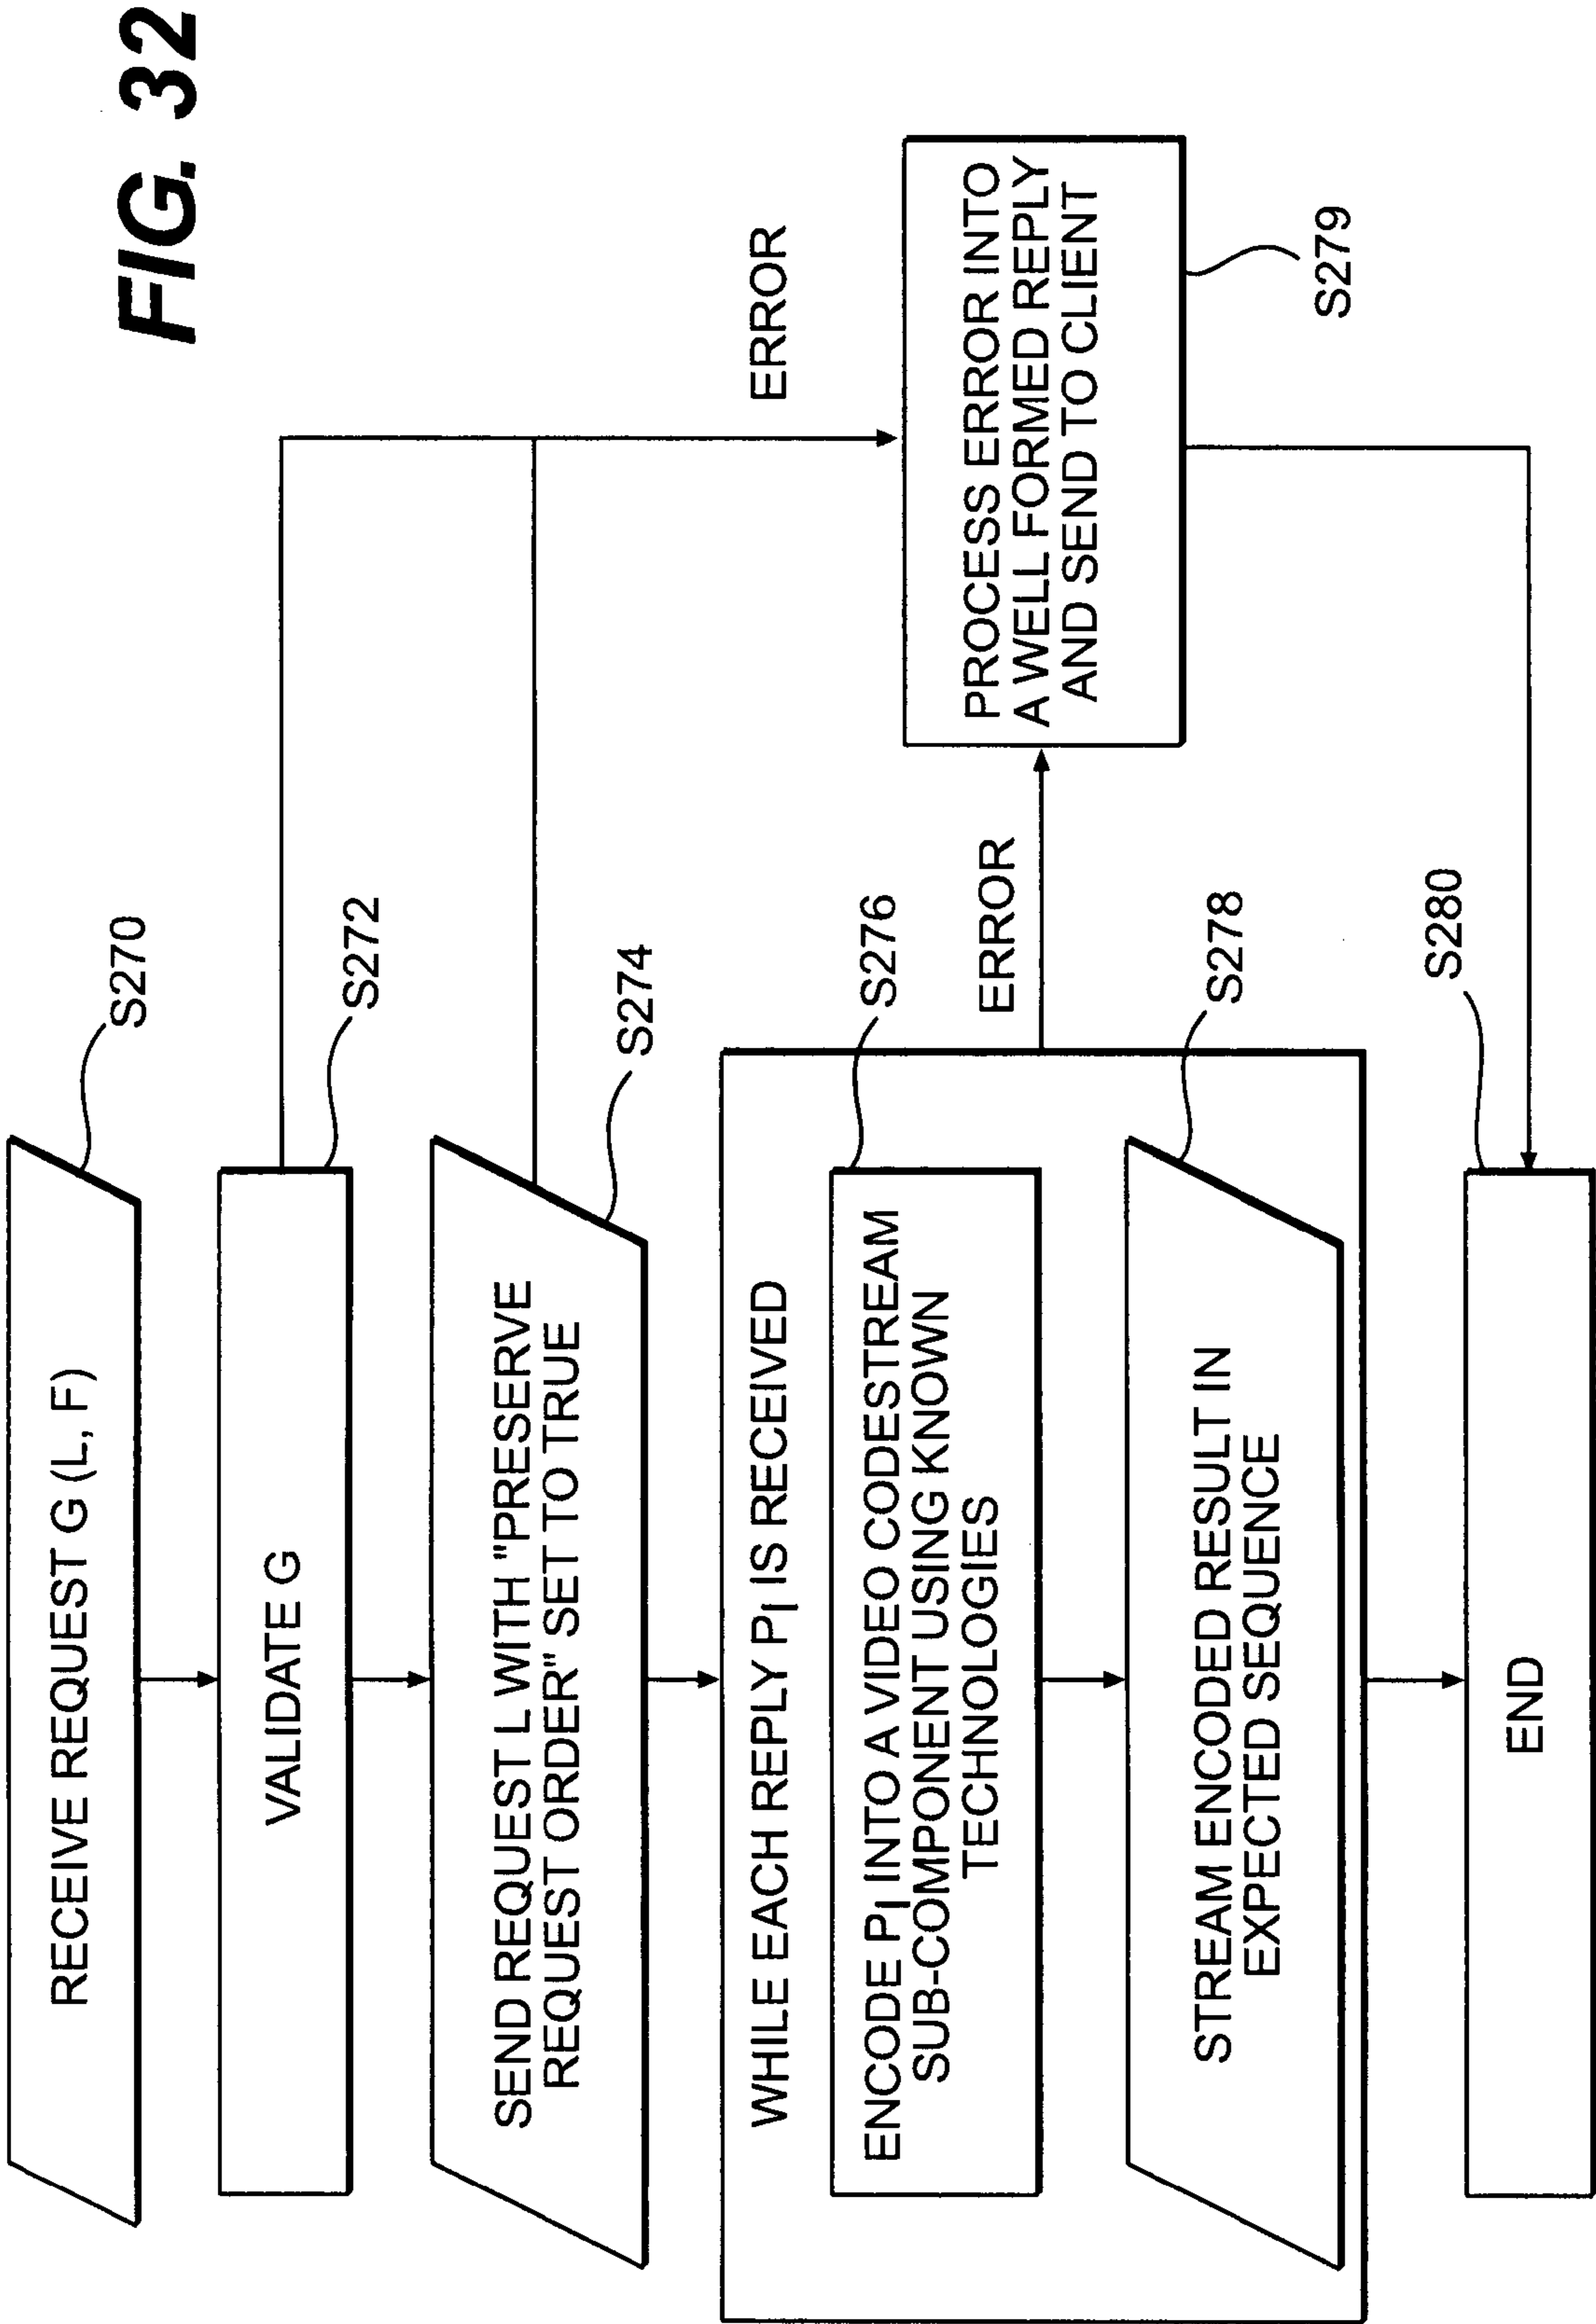 FIG. 32
RECEIVE REQUEST G (L, F)
S270
VALIDATE G
S272
SEND REQUEST L WITH "PRESERVE
REQUEST ORDER" SET TO TRUE
S274
ERROR
WHILE EACH REPLY PI IS RECEIVED
ENCODE PI INTO A VIDEO CODESTREAM
SUB-COMPONENT USING KNOWN
TECHNOLOGIES
S276
ERROR
PROCESS ERROR INTO
A WELL FORMED REPLY
AND SEND TO CLIENT
S279
STREAM ENCODED RESULT IN
EXPECTED SEQUENCE
S278
END
S280